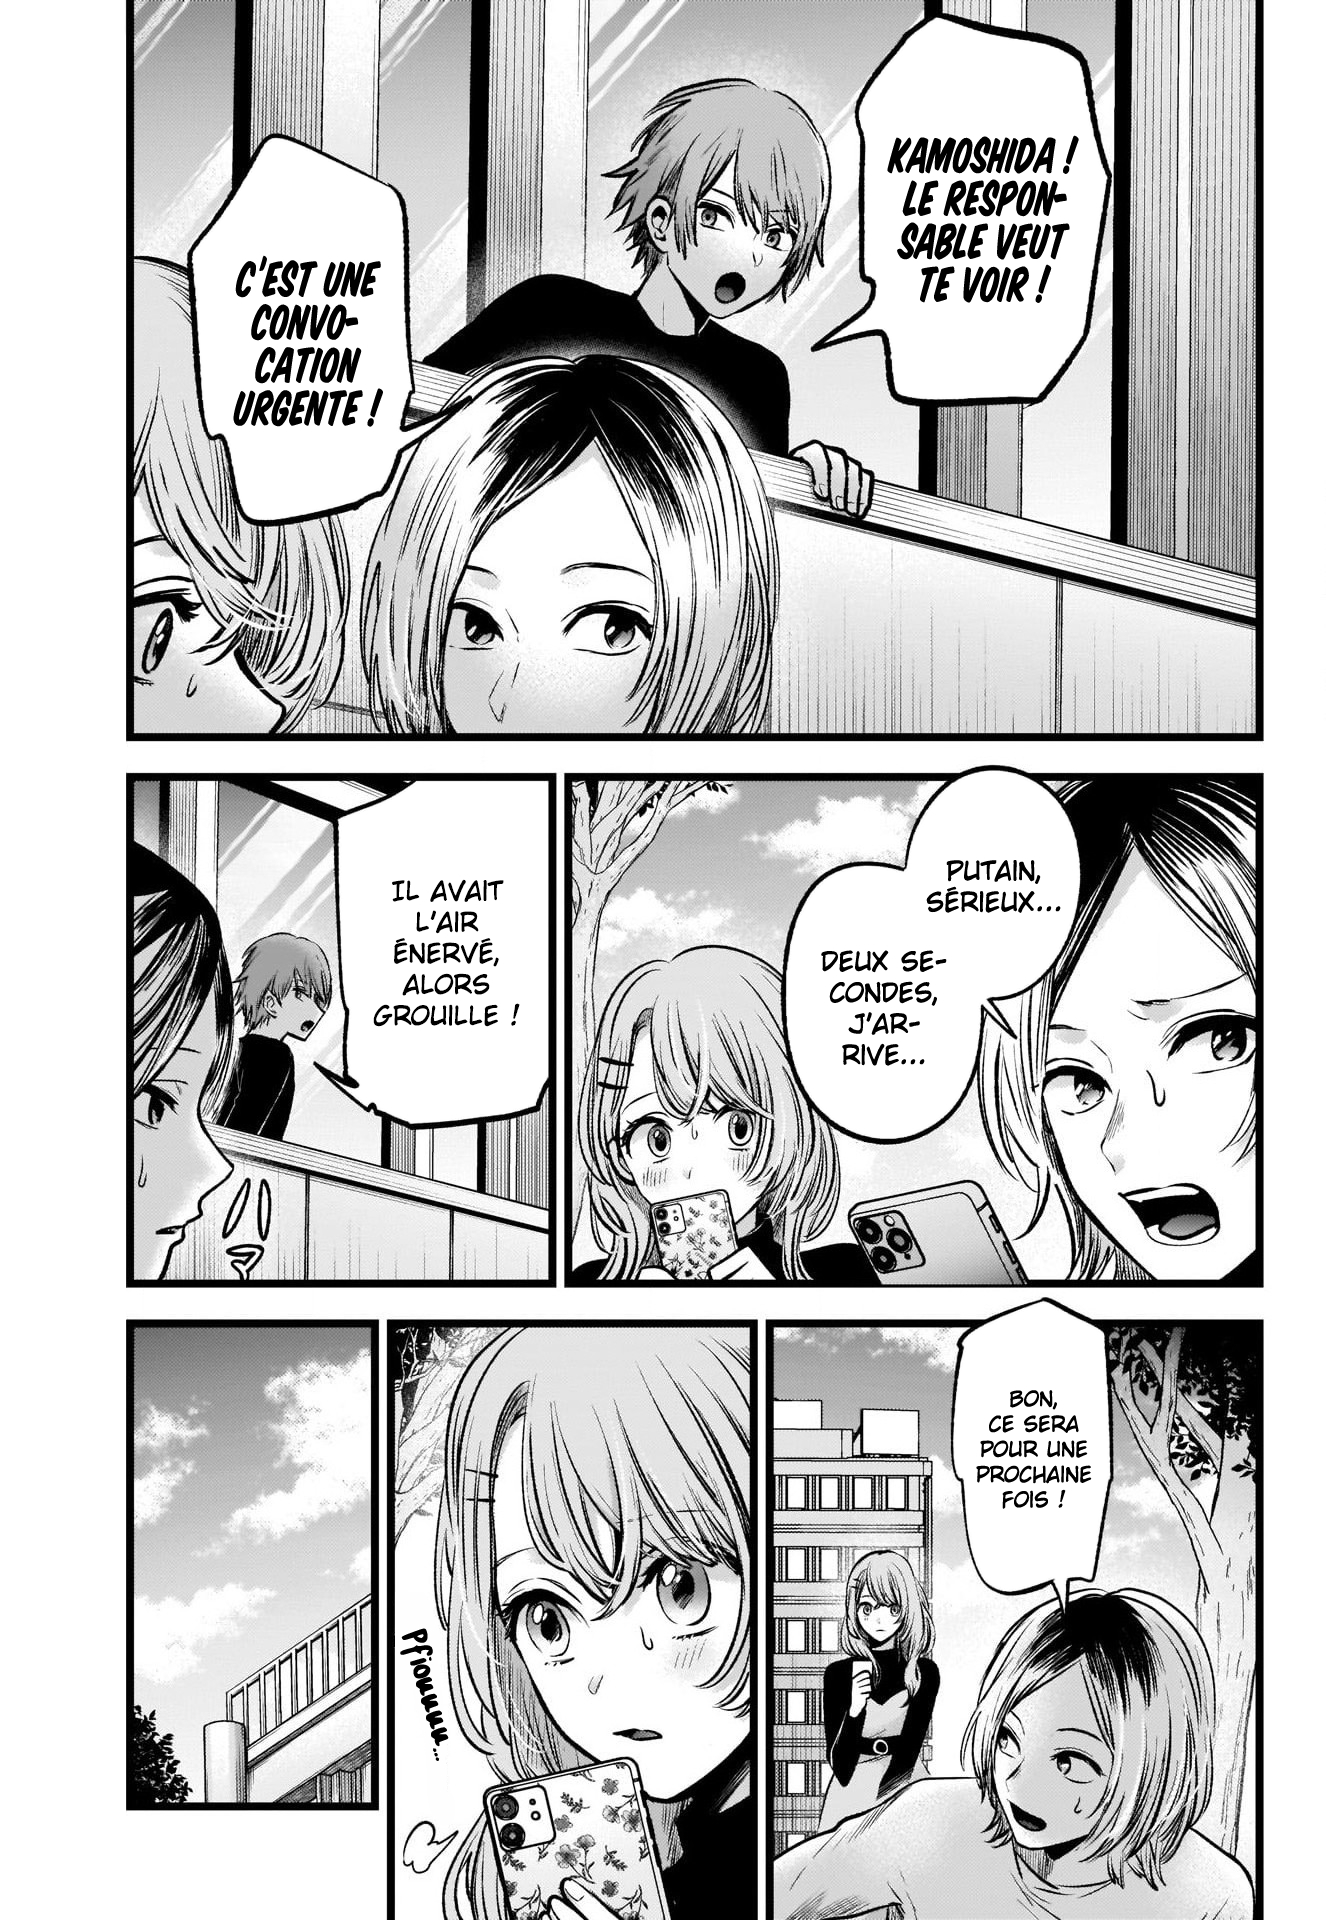 KAMOSHIDA !
LE RESPON-
SABLE VEUT
TE VOIR !
C'EST UNE
CONVO-
CATION
URGENTE !
PUTAIN,
SÉRIEUX...
DEUX SE-
CONDES,
J'AR-
RIVE...
IL AVAIT
L'AIR
ÉNERVÉ,
ALORS
GROUILLE !
BON,
CE SERA
POUR UNE
PROCHAINE
FOIS !
Pfiouuuu...